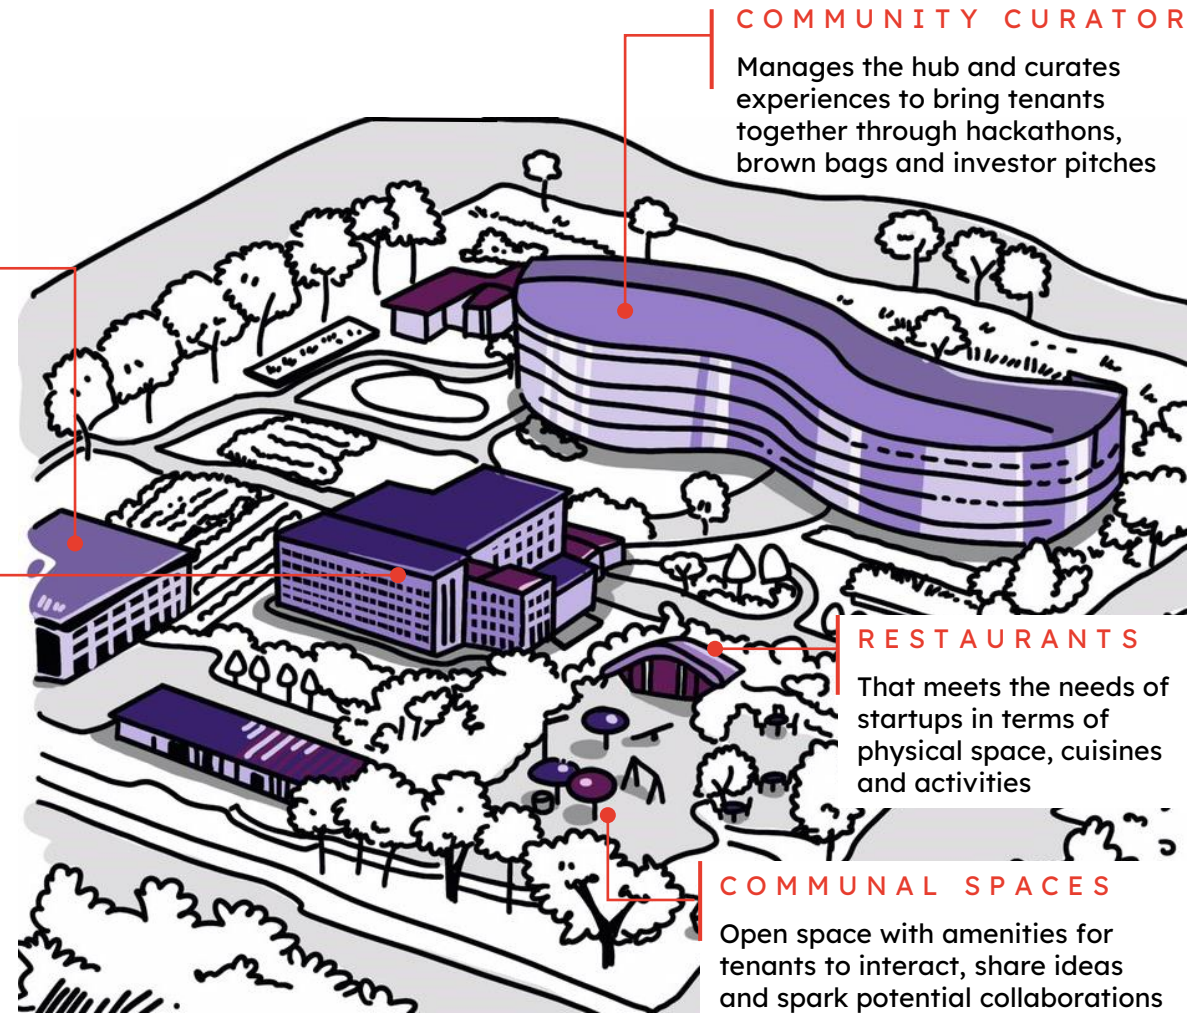 COMMUNITY CURATOR
Manages the hub and curates
experiences to bring tenants
together through hackathons,
brown bags and investor pitches
RESTAURANTS
That meets the needs of
startups in terms of
physical space, cuisines
and activities
COMMUNAL SPACES
Open space with amenities for
tenants to interact, share ideas
and spark potential collaborations